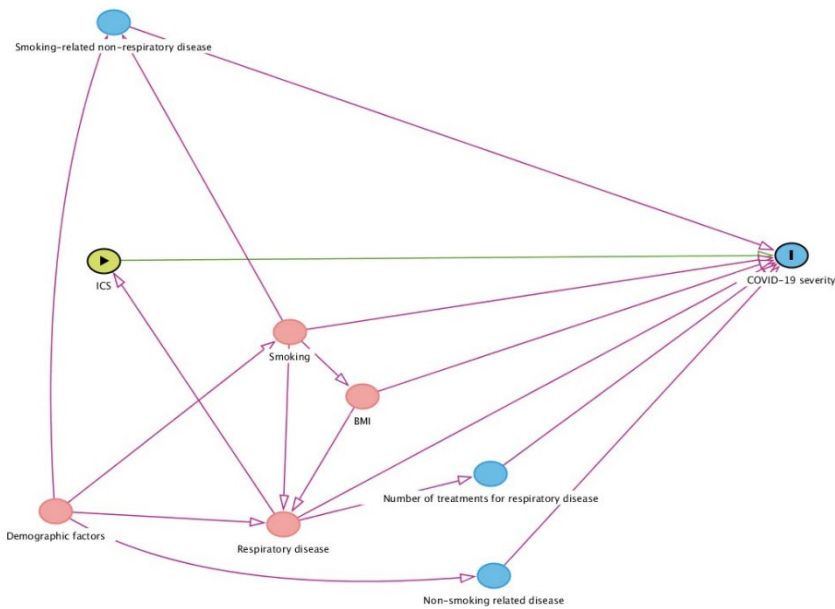 Smoking-related non-respiratory disease
ICS
COVID-19 severity
Smoking
BMI
Number of treatments for respiratory disease
Demographic factors
Respiratory disease
Non-smoking related disease